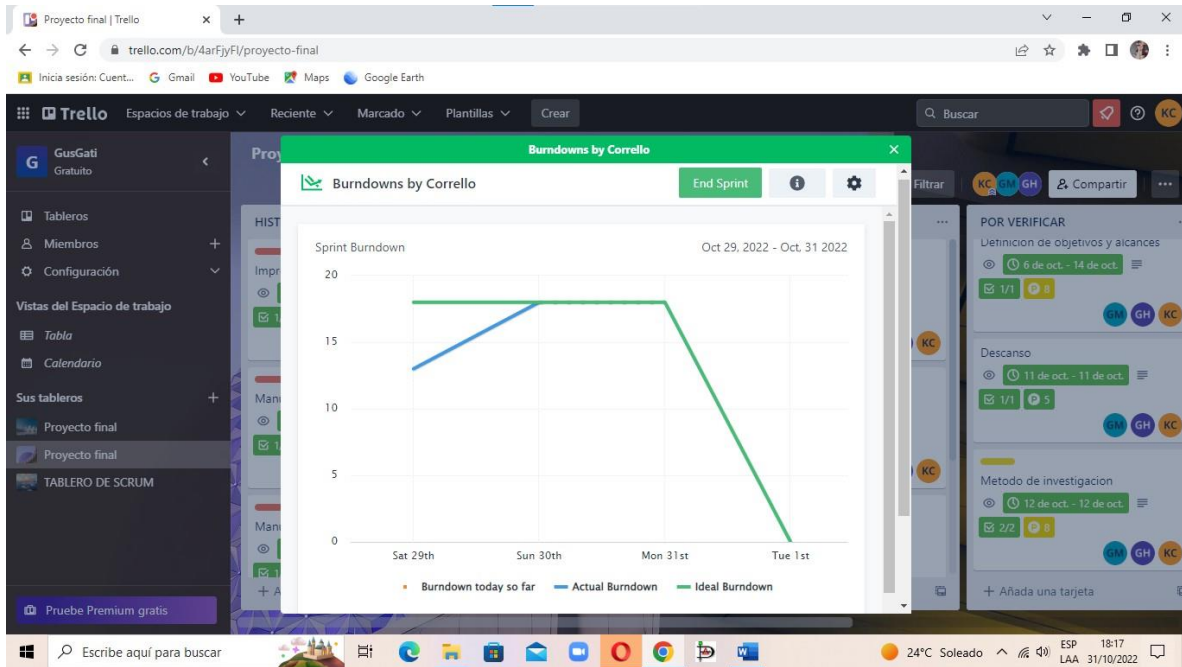 Proyecto final | Trello
trello.com/b/4arFjyFl/proyecto-final
Inicia sesión: Cuent... Gmail YouTube Maps Google Earth
Trello Espacios de trabajo Reciente Marcado Plantillas Crear Buscar KC
G GusGati
Gratuito
Tableros
Miembros
Configuración
Vistas del Espacio de trabajo
Tabla
Calendario
Sus tableros
Proyecto final
Proyecto final
TABLERO DE SCRUM
Pruebe Premium gratis
Proy
Filtrar KC GM GH Compartir
HIST
Impr
Manu
Manu
+ A
Burndowns by Corrello
Burndowns by Corrello End Sprint
Sprint Burndown Oct 29, 2022 - Oct, 31 2022
20
15
10
5
0
Sat 29th Sun 30th Mon 31st Tue 1st
Burndown today so far Actual Burndown Ideal Burndown
KC
KC
POR VERIFICAR
Definicion de objetivos y alcances
6 de oct. - 14 de oct.
1/1 8
GM GH KC
Descanso
11 de oct. - 11 de oct.
1/1 5
GM GH KC
Metodo de investigacion
12 de oct. - 12 de oct.
2/2 8
GM GH KC
+ Añada una tarjeta
Escribe aquí para buscar
24°C Soleado ESP 18:17
LAA 31/10/2022